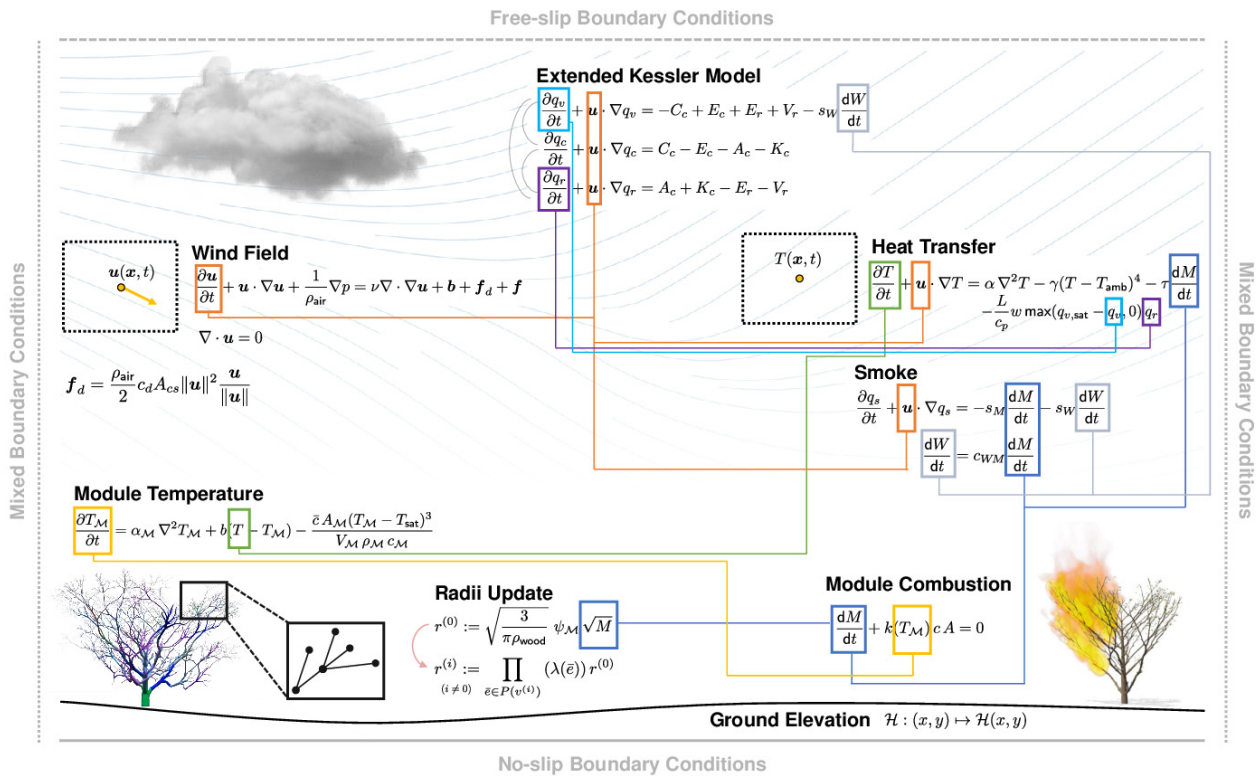 Free-slip Boundary Conditions
Mixed Boundary Conditions
Mixed Boundary Conditions
Extended Kessler Model
∂q_v/∂t + u · ∇q_v = −C_c + E_c + E_r + V_r − s_W dW/dt
∂q_c/∂t + u · ∇q_c = C_c − E_c − A_c − K_c
∂q_r/∂t + u · ∇q_r = A_c + K_c − E_r − V_r
u(x, t)
Wind Field
∂u/∂t + u · ∇u + 1/ρ_air ∇p = ν∇ · ∇u + b + f_d + f
∇ · u = 0
f_d = ρ_air/2 c_d A_cs ‖u‖² u/‖u‖
T(x, t)
Heat Transfer
∂T/∂t + u · ∇T = α ∇²T − γ(T − T_amb)⁴ − τ dM/dt
−L/c_p w max(q_v,sat − q_v, 0) q_r
Smoke
∂q_s/∂t + u · ∇q_s = −s_M dM/dt − s_W dW/dt
dW/dt = c_WM dM/dt
Module Temperature
∂T_ℳ/∂t = α_ℳ ∇²T_ℳ + b(T − T_ℳ) − c̄ A_ℳ(T_ℳ − T_sat)³/V_ℳ ρ_ℳ c_ℳ
Radii Update
r⁽⁰⁾ := √(3/πρ_wood) ψ_ℳ √M
r⁽ⁱ⁾ := ∏ (λ(ē)) r⁽⁰⁾
(i≠0) ē∈P(v⁽ⁱ⁾)
Module Combustion
dM/dt + k(T_ℳ) c A = 0
Ground Elevation ℋ : (x, y) ↦ ℋ(x, y)
No-slip Boundary Conditions